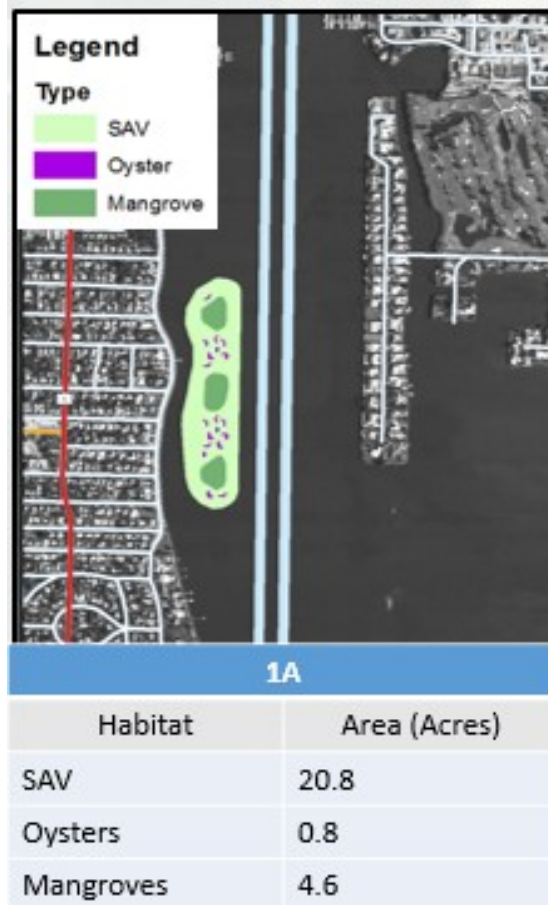 Legend
Type
SAV
Oyster
Mangrove
1A
Habitat Area (Acres)
SAV 20.8
Oysters 0.8
Mangroves 4.6